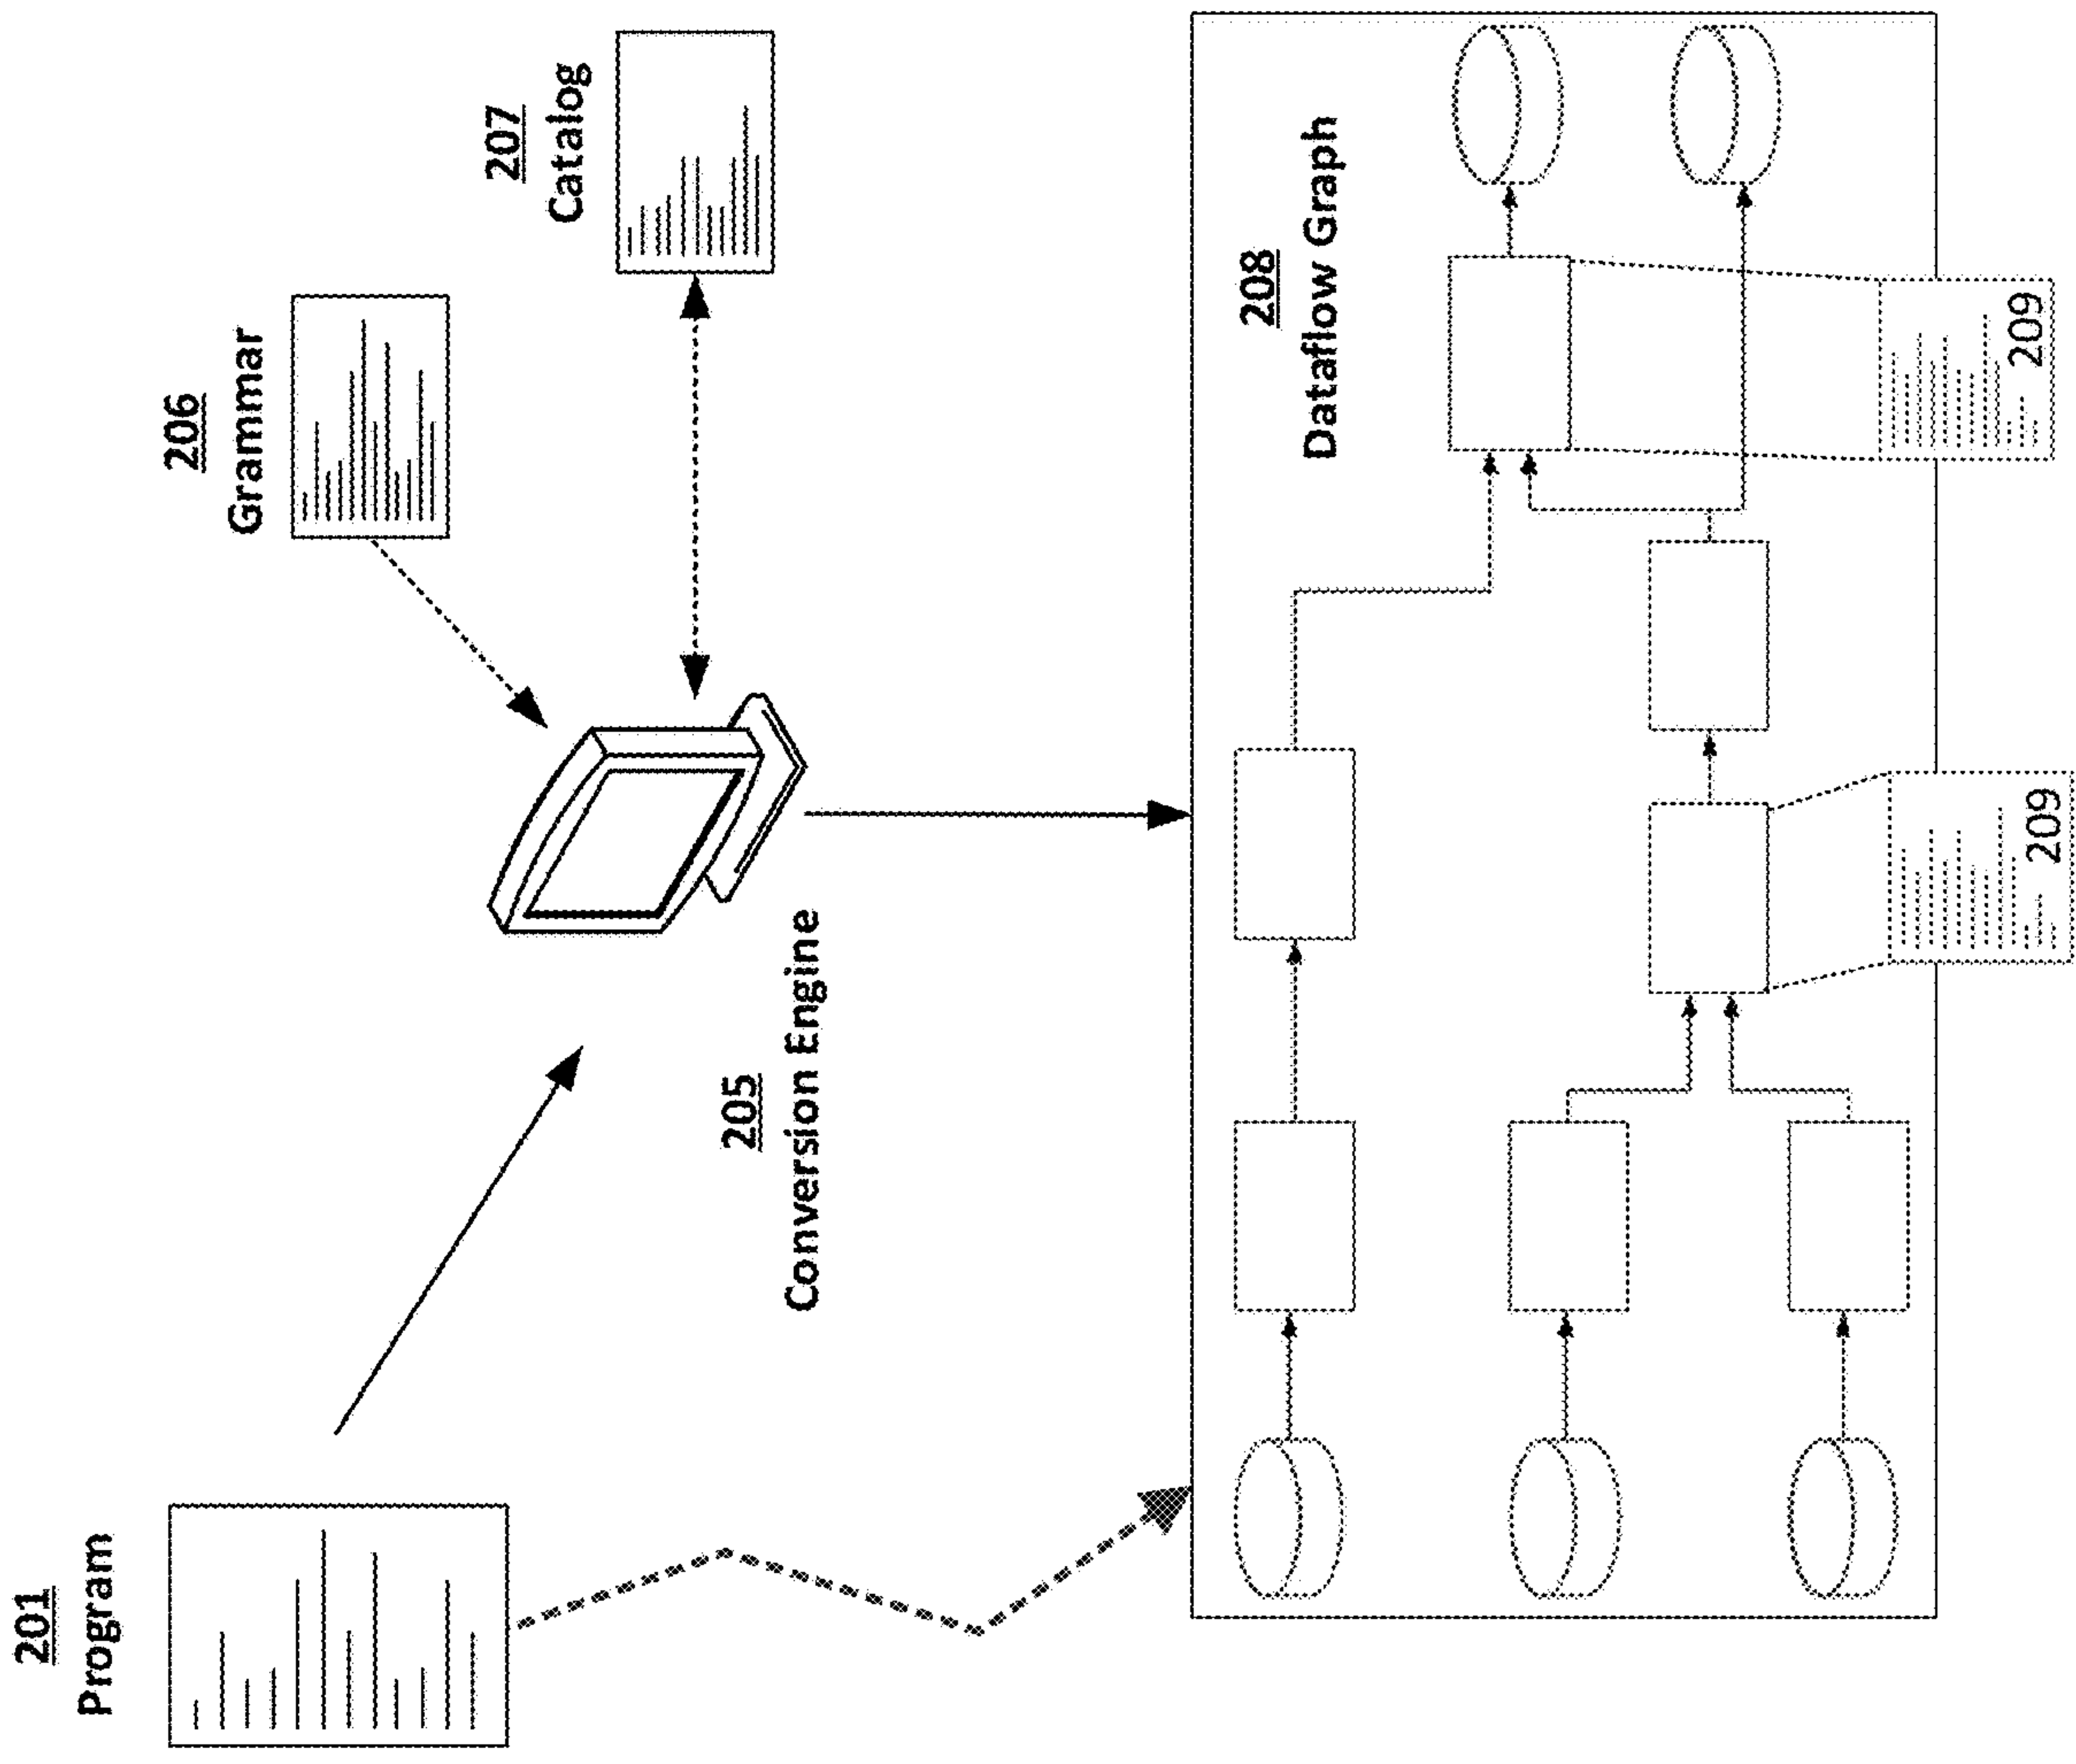 201
Program
206
Grammar
207
Catalog
205
Conversion Engine
208
Dataflow Graph
209
209